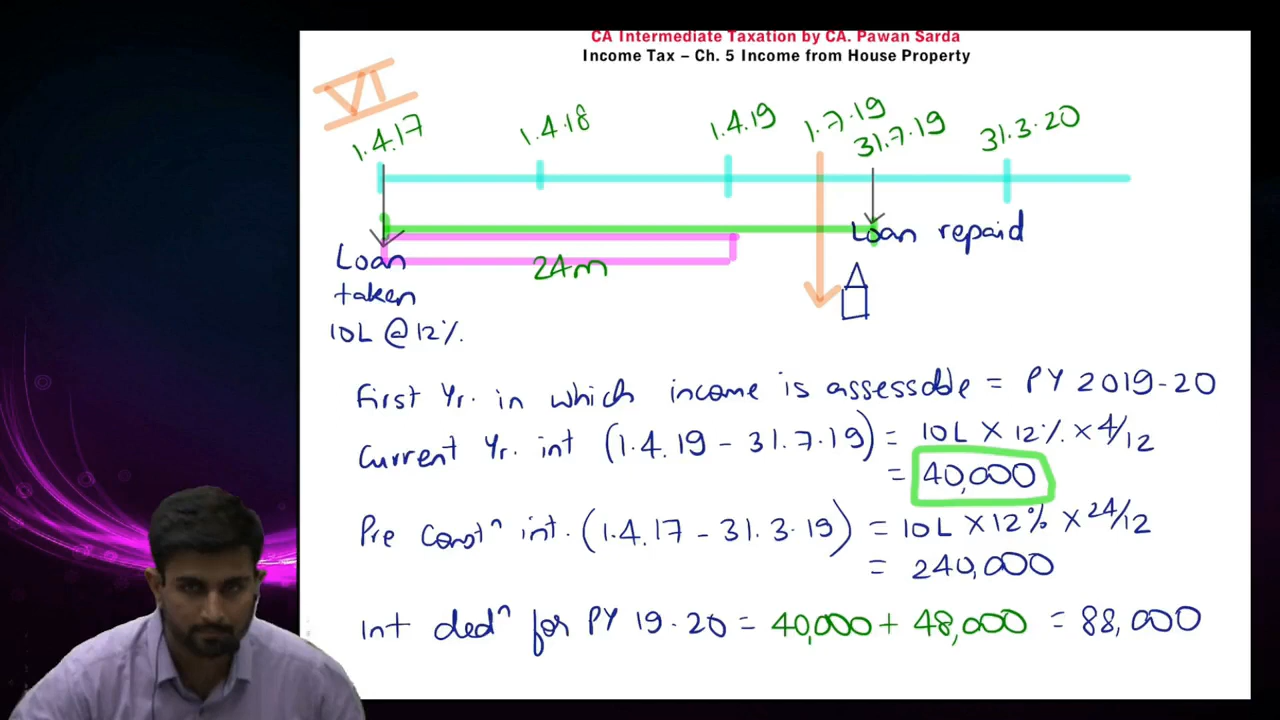 CA Intermediate Taxation by CA. Pawan Sarda
Income Tax – Ch. 5 Income from House Property
VI
1.4.17 1.4.18 1.4.19 1.7.19 31.7.19 31.3.20
Loan repaid
Loan
taken
10L @ 12%.
24m
First Yr. in which income is assessable = PY 2019-20
Current Yr. int (1.4.19 - 31.7.19) = 10L X 12% x 4/12
= 40,000
Pre Constⁿ int. (1.4.17 - 31.3.19) = 10L X 12% X 24/12
= 240,000
Int dedⁿ for PY 19-20 = 40,000 + 48,000 = 88,000